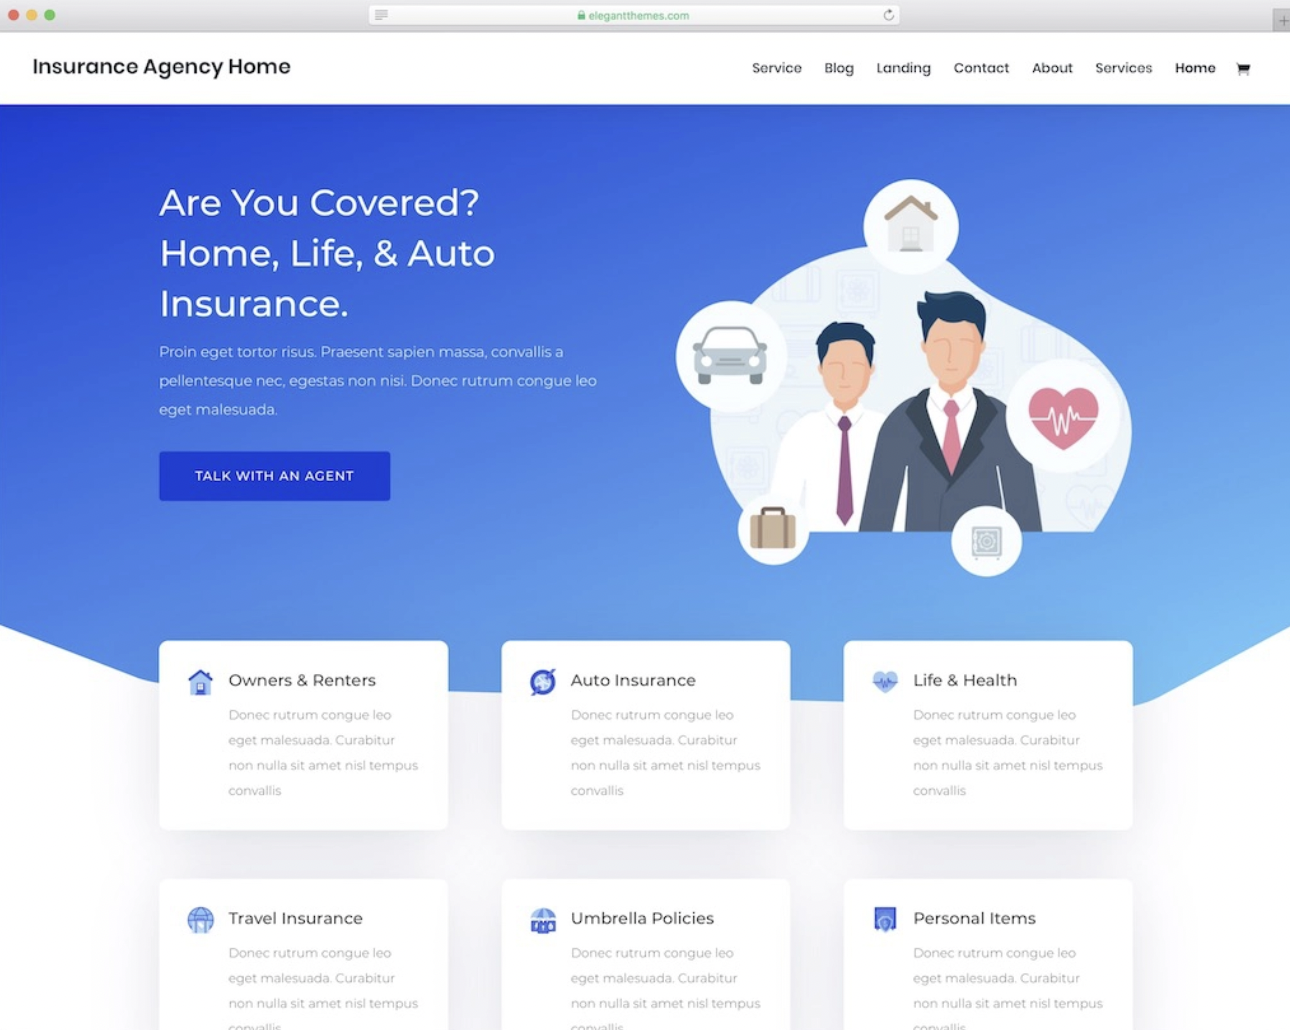 elegantthemes.com
Insurance Agency Home
Service Blog Landing Contact About Services Home
Are You Covered?
Home, Life, & Auto
Insurance.
Proin eget tortor risus. Praesent sapien massa, convallis a
pellentesque nec, egestas non nisi. Donec rutrum congue leo
eget malesuada.
TALK WITH AN AGENT
Owners & Renters
Donec rutrum congue leo
eget malesuada. Curabitur
non nulla sit amet nisl tempus
convallis
Auto Insurance
Donec rutrum congue leo
eget malesuada. Curabitur
non nulla sit amet nisl tempus
convallis
Life & Health
Donec rutrum congue leo
eget malesuada. Curabitur
non nulla sit amet nisl tempus
convallis
Travel Insurance
Donec rutrum congue leo
eget malesuada. Curabitur
non nulla sit amet nisl tempus
convallis
Umbrella Policies
Donec rutrum congue leo
eget malesuada. Curabitur
non nulla sit amet nisl tempus
convallis
Personal Items
Donec rutrum congue leo
eget malesuada. Curabitur
non nulla sit amet nisl tempus
convallis